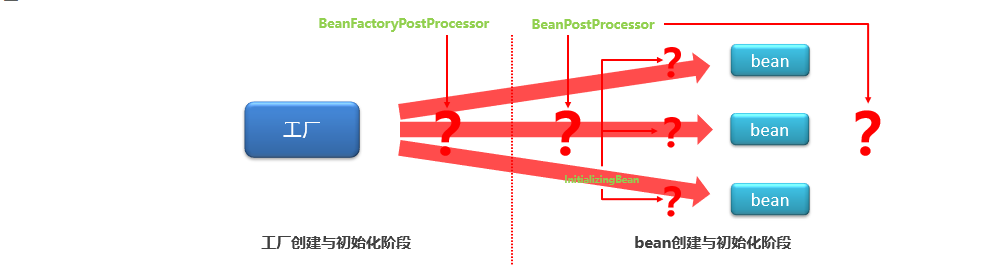 BeanFactoryPostProcessor
BeanPostProcessor
?
bean
工厂
?
?
?
bean
?
InitializingBean
?
bean
工厂创建与初始化阶段
bean创建与初始化阶段